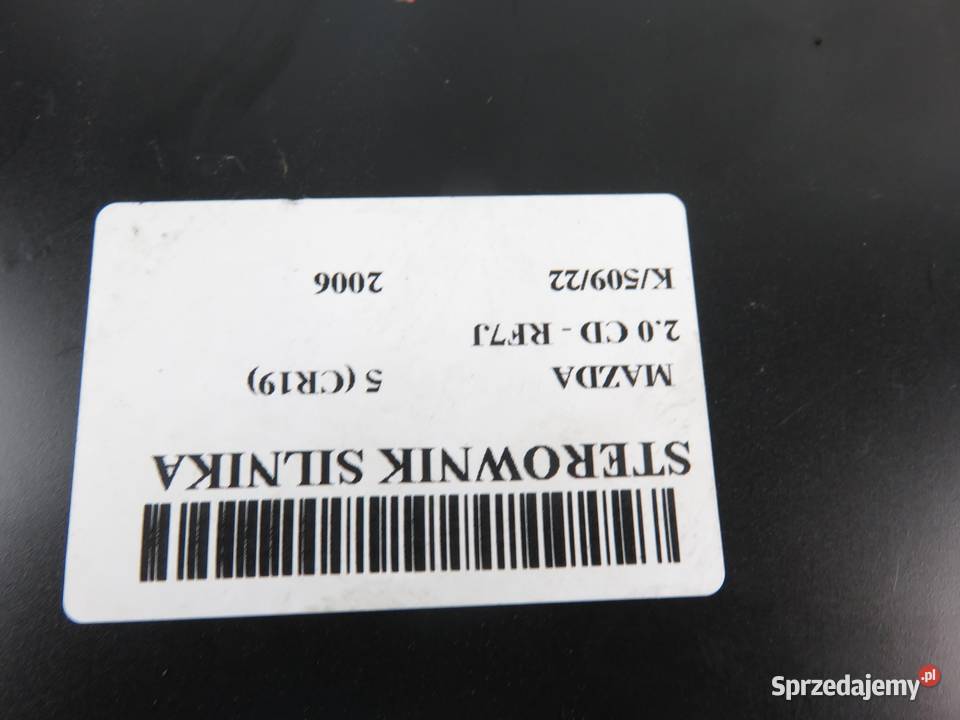 STEROWNIK SILNIKA
MAZDA 5 (CR19)
2.0 CD - RF7J
K/509/22 2006
Sprzedajemy.pl